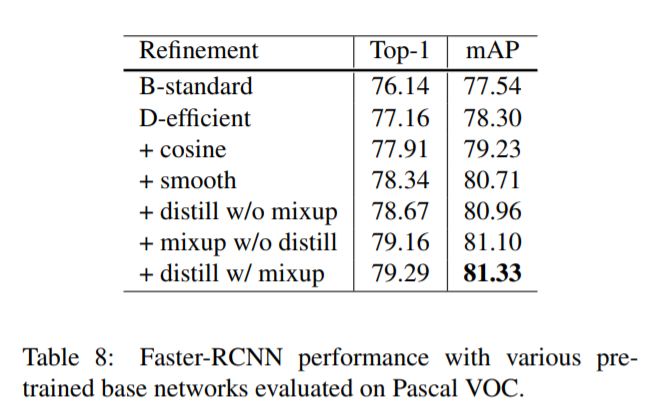 Refinement Top-1 mAP
B-standard 76.14 77.54
D-efficient 77.16 78.30
+ cosine 77.91 79.23
+ smooth 78.34 80.71
+ distill w/o mixup 78.67 80.96
+ mixup w/o distill 79.16 81.10
+ distill w/ mixup 79.29 81.33
Table 8: Faster-RCNN performance with various pre-
trained base networks evaluated on Pascal VOC.